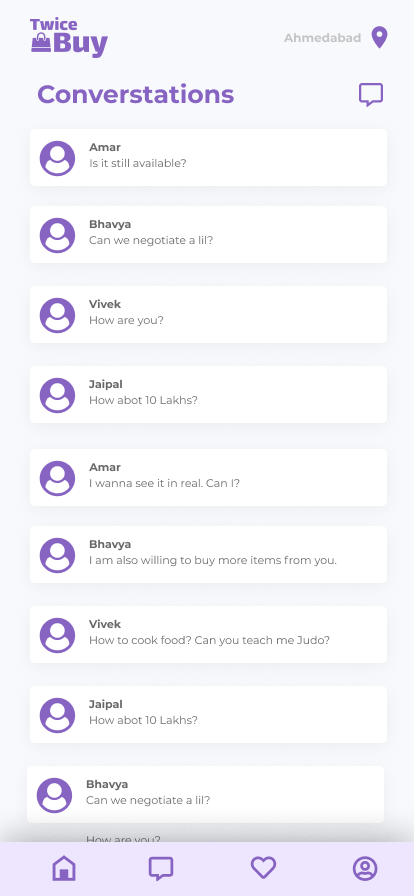 Twice
Buy
Ahmedabad
Converstations
Amar
Is it still available?
Bhavya
Can we negotiate a lil?
Vivek
How are you?
Jaipal
How abot 10 Lakhs?
Amar
I wanna see it in real. Can I?
Bhavya
I am also willing to buy more items from you.
Vivek
How to cook food? Can you teach me Judo?
Jaipal
How abot 10 Lakhs?
Bhavya
Can we negotiate a lil?
How are you?